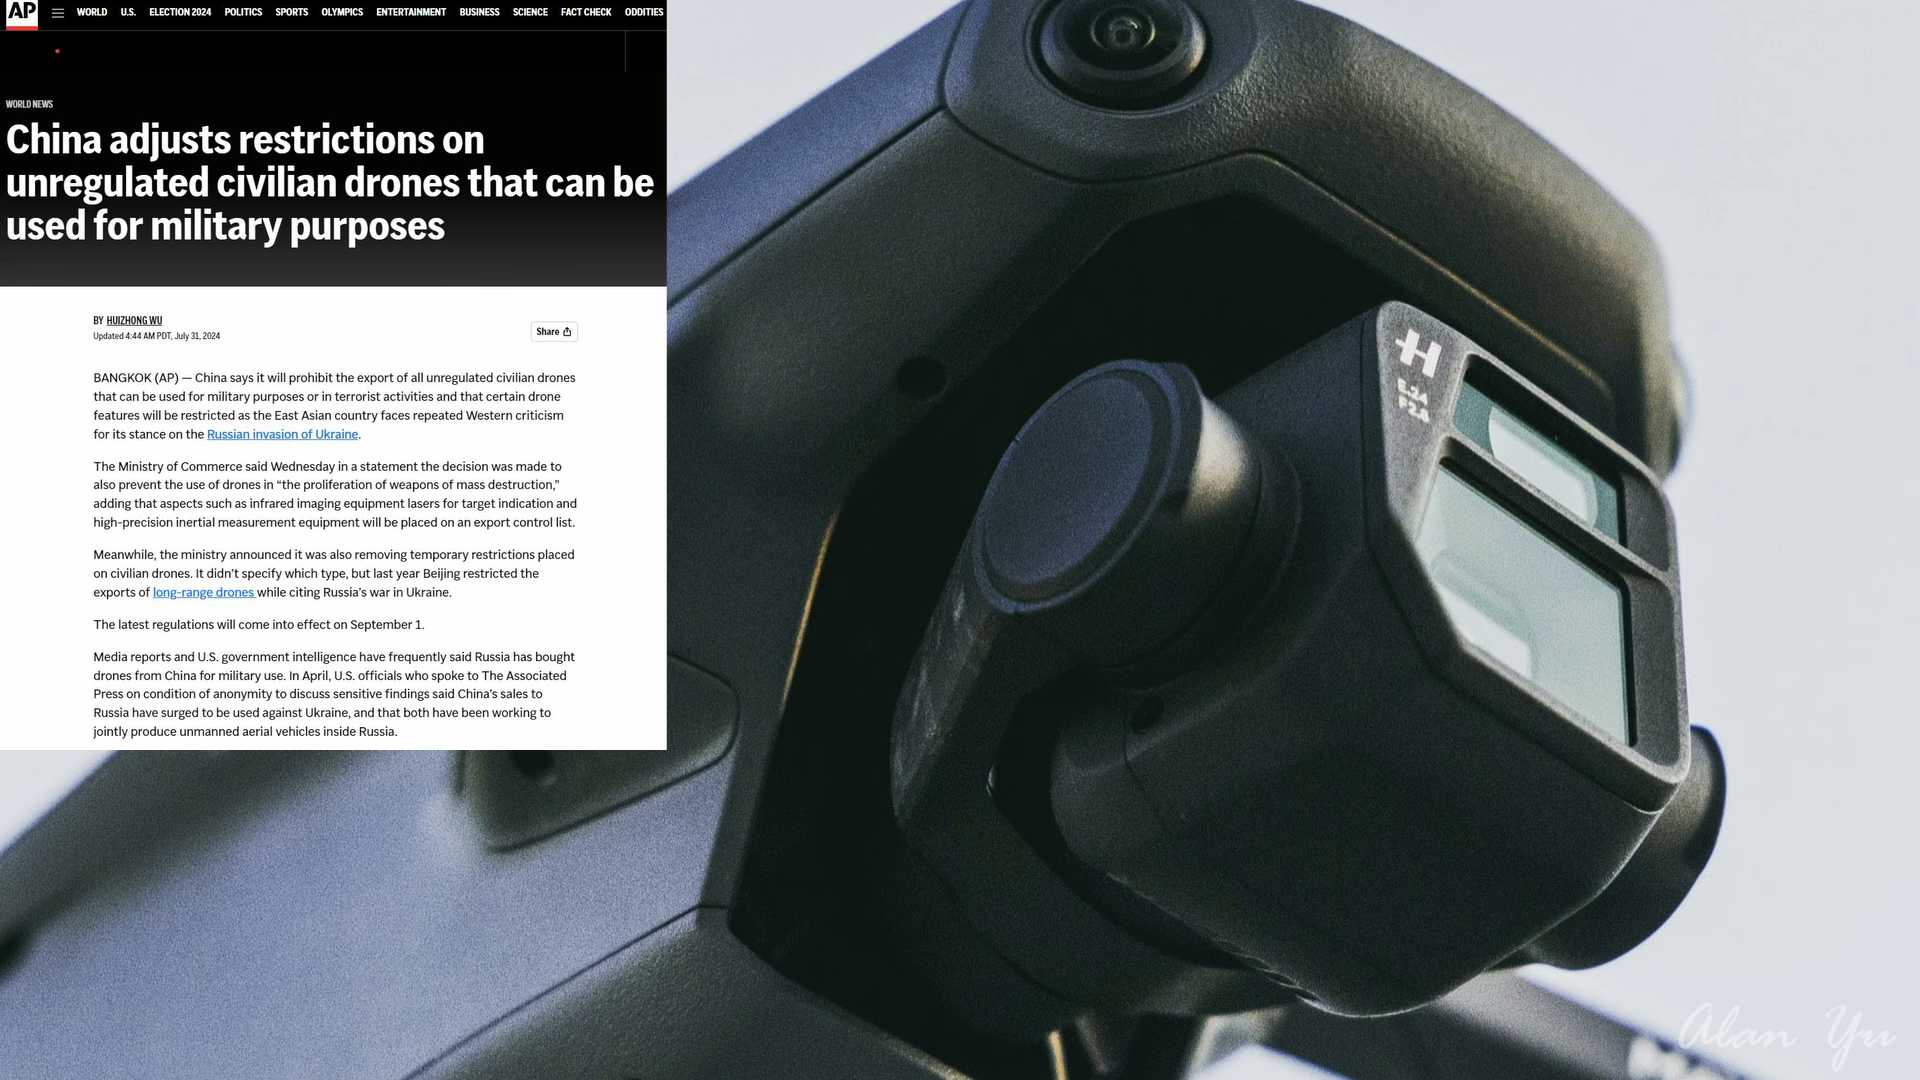 AP
WORLD U.S. ELECTION 2024 POLITICS SPORTS OLYMPICS ENTERTAINMENT BUSINESS SCIENCE FACT CHECK ODDITIES
WORLD NEWS
China adjusts restrictions on
unregulated civilian drones that can be
used for military purposes
BY HUIZHONG WU
Updated 4:44 AM PDT, July 31, 2024
Share
BANGKOK (AP) — China says it will prohibit the export of all unregulated civilian drones
that can be used for military purposes or in terrorist activities and that certain drone
features will be restricted as the East Asian country faces repeated Western criticism
for its stance on the Russian invasion of Ukraine.
The Ministry of Commerce said Wednesday in a statement the decision was made to
also prevent the use of drones in “the proliferation of weapons of mass destruction,”
adding that aspects such as infrared imaging equipment lasers for target indication and
high-precision inertial measurement equipment will be placed on an export control list.
Meanwhile, the ministry announced it was also removing temporary restrictions placed
on civilian drones. It didn’t specify which type, but last year Beijing restricted the
exports of long-range drones while citing Russia’s war in Ukraine.
The latest regulations will come into effect on September 1.
Media reports and U.S. government intelligence have frequently said Russia has bought
drones from China for military use. In April, U.S. officials who spoke to The Associated
Press on condition of anonymity to discuss sensitive findings said China’s sales to
Russia have surged to be used against Ukraine, and that both have been working to
jointly produce unmanned aerial vehicles inside Russia.
H
F2.8
Alan Yu